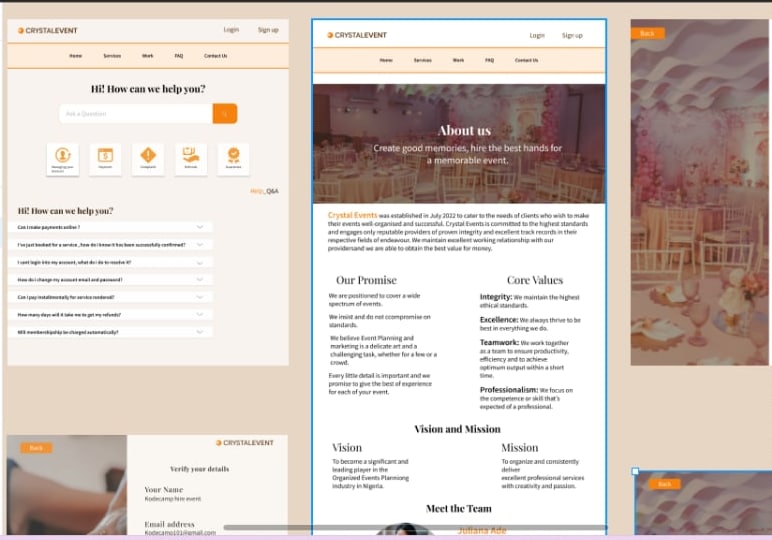 CRYSTALEVENT
Login Sign up
Home Services Work FAQ Contact Us
Hi! How can we help you?
Ask a Question
Managing your account
Payment
Complaints
Refunds
Guarantee
Help_Q&A
Hi! How can we help you?
Can I make payments online ?
I've just booked for a service , how do I know it has been successfully confirmed?
I cant login into my account, what do I do to resolve it?
How do I change my account email and password?
Can I pay installmentally for service rendered?
How many days will it take me to get my refunds?
Will membershhip be charged automatically?
Back
CRYSTALEVENT
Verify your details
Your Name
Kodecamp hire event
Email address
Kodecamp101@gmail.com
CRYSTALEVENT
Login Sign up
Home Services Work FAQ Contact Us
About us
Create good memories, hire the best hands for
a memorable event.
Crystal Events was established in July 2022 to cater to the needs of clients who wish to make
their events well-organised and successful. Crystal Events is committed to the highest standards
and engages only reputable providers of proven integrity and excellent track records in their
respective fields of endeavour. We maintain excellent working relationship with our
providersand we are able to obtain the best value for money.
Our Promise
We are positioned to cover a wide
spectrum of events.
We insist and do not compromise on
standards.
We believe Event Planning and
marketing is a delicate art and a
challenging task, whether for a few or a
crowd.
Every little detail is important and we
promise to give the best of experience
for each of your event.
Core Values
Integrity: We maintain the highest
ethical standards.
Excellence: We always thrive to be
best in everything we do.
Teamwork: We work together
as a team to ensure productivity,
efficiency and to achieve
optimum output within a short
time.
Professionalism: We focus on
the competence or skill that's
expected of a professional.
Vision and Mission
Vision
To become a significant and
leading player in the
Organized Events Planniong
Industry in Nigeria.
Mission
To organize and consistently
deliver
excellent professional services
with creativity and passion.
Meet the Team
Juliana Ade
Back
Back